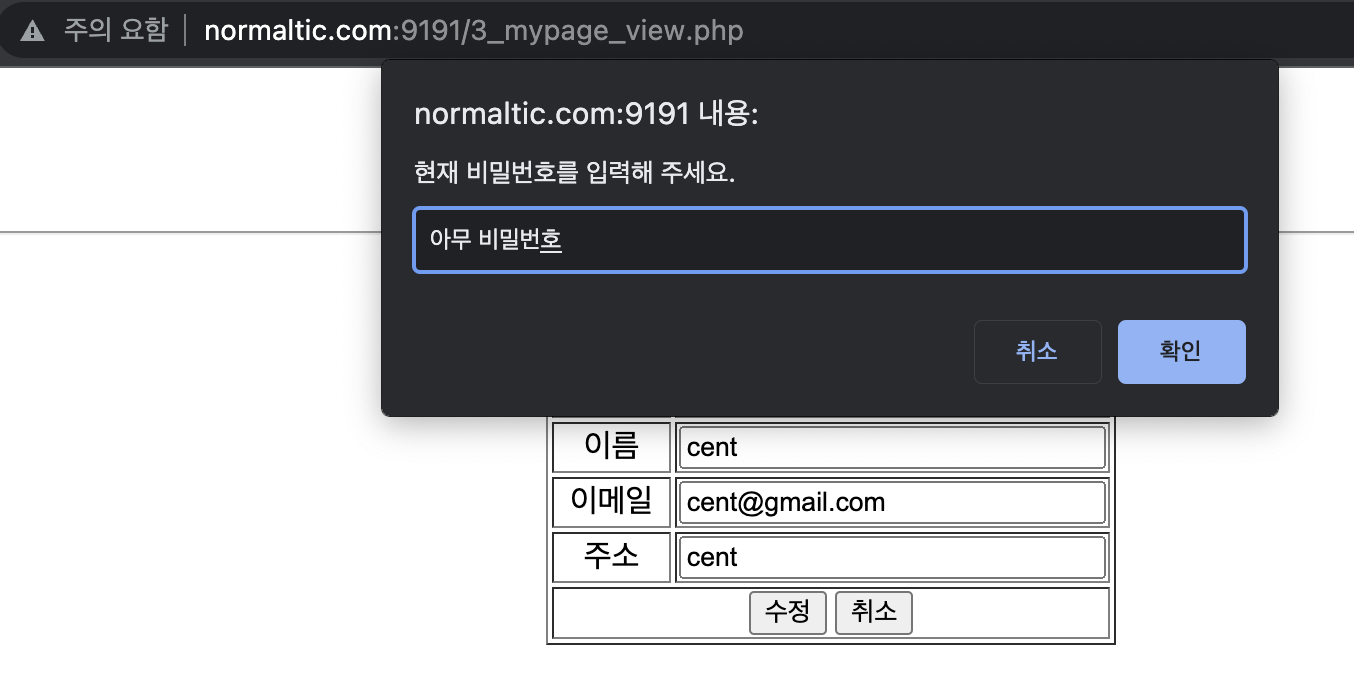 주의 요함 normaltic.com:9191/3_mypage_view.php
normaltic.com:9191 내용:
현재 비밀번호를 입력해 주세요.
아무 비밀번호
취소 확인
이름 cent
이메일 cent@gmail.com
주소 cent
수정 취소